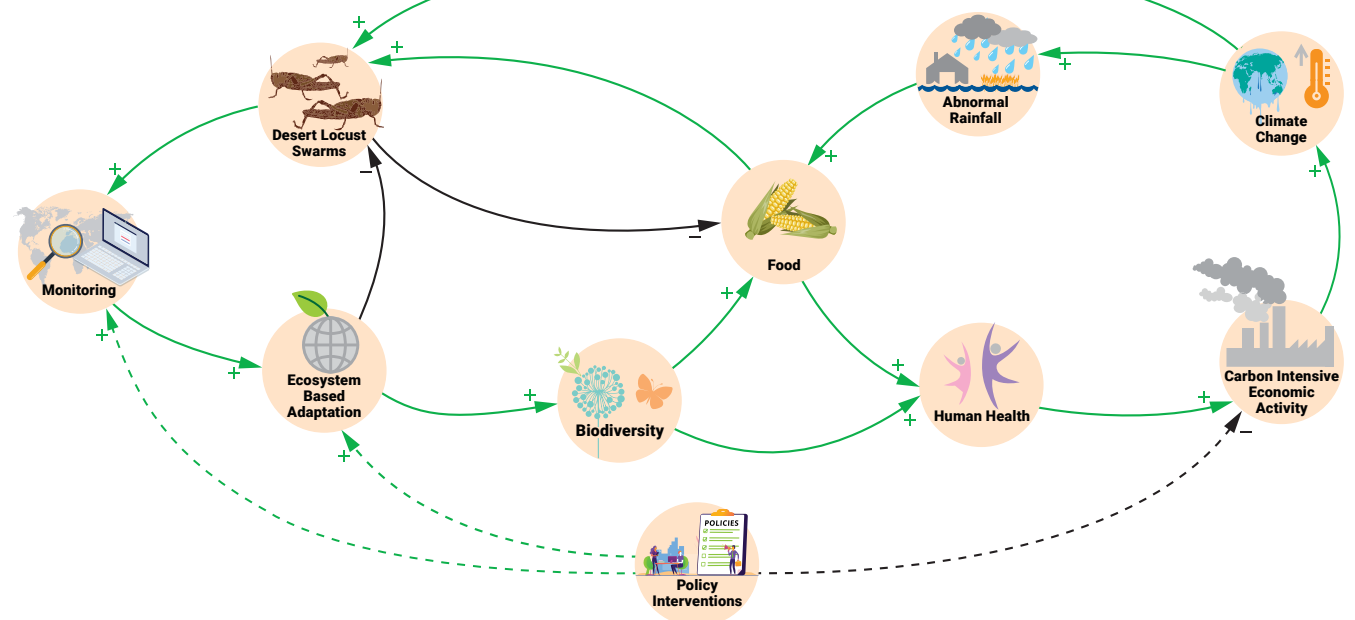 +
+
Desert Locust
Swarms
+
−
−
Monitoring
+
+
Abnormal
Rainfall
+
+
Climate
Change
+
Food
+
Ecosystem
Based
Adaptation
+
+
Biodiversity
+
+
Human Health
+
Carbon Intensive
Economic
Activity
−
POLICIES
Policy
Interventions